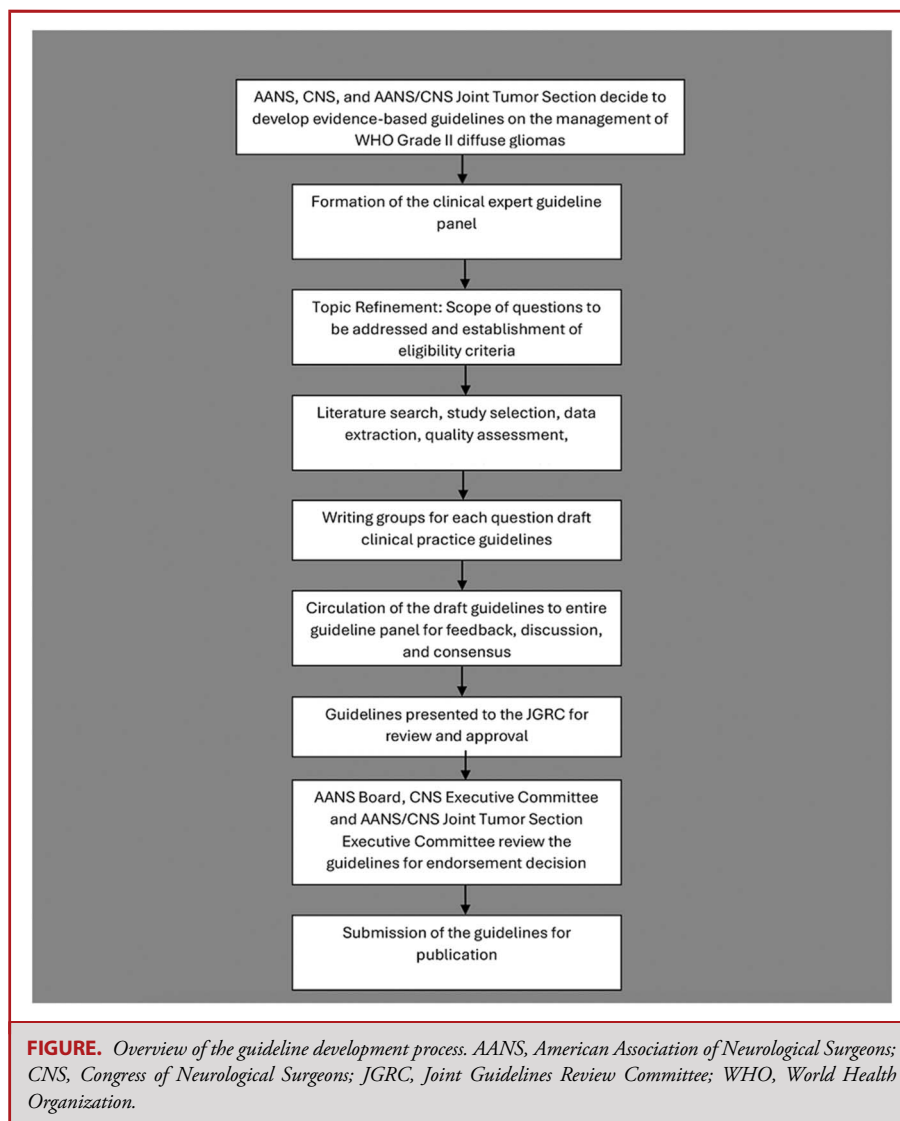 AANS, CNS, and AANS/CNS Joint Tumor Section decide to
develop evidence-based guidelines on the management of
WHO Grade II diffuse gliomas
Formation of the clinical expert guideline
panel
Topic Refinement: Scope of questions to
be addressed and establishment of
eligibility criteria
Literature search, study selection, data
extraction, quality assessment,
Writing groups for each question draft
clinical practice guidelines
Circulation of the draft guidelines to entire
guideline panel for feedback, discussion,
and consensus
Guidelines presented to the JGRC for
review and approval
AANS Board, CNS Executive Committee
and AANS/CNS Joint Tumor Section
Executive Committee review the
guidelines for endorsement decision
Submission of the guidelines for
publication
FIGURE. Overview of the guideline development process. AANS, American Association of Neurological Surgeons;
CNS, Congress of Neurological Surgeons; JGRC, Joint Guidelines Review Committee; WHO, World Health
Organization.